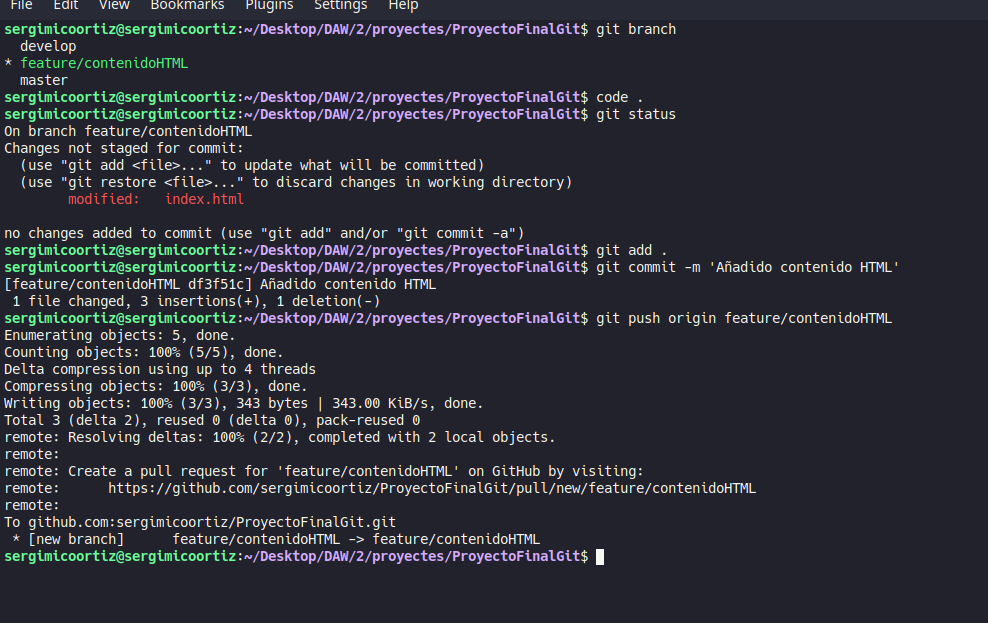 File Edit View Bookmarks Plugins Settings Help
sergimicoortiz@sergimicoortiz:~/Desktop/DAW/2/proyectes/ProyectoFinalGit$ git branch
  develop
* feature/contenidoHTML
  master
sergimicoortiz@sergimicoortiz:~/Desktop/DAW/2/proyectes/ProyectoFinalGit$ code .
sergimicoortiz@sergimicoortiz:~/Desktop/DAW/2/proyectes/ProyectoFinalGit$ git status
On branch feature/contenidoHTML
Changes not staged for commit:
  (use "git add <file>..." to update what will be committed)
  (use "git restore <file>..." to discard changes in working directory)
        modified:   index.html
no changes added to commit (use "git add" and/or "git commit -a")
sergimicoortiz@sergimicoortiz:~/Desktop/DAW/2/proyectes/ProyectoFinalGit$ git add .
sergimicoortiz@sergimicoortiz:~/Desktop/DAW/2/proyectes/ProyectoFinalGit$ git commit -m 'Añadido contenido HTML'
[feature/contenidoHTML df3f51c] Añadido contenido HTML
 1 file changed, 3 insertions(+), 1 deletion(-)
sergimicoortiz@sergimicoortiz:~/Desktop/DAW/2/proyectes/ProyectoFinalGit$ git push origin feature/contenidoHTML
Enumerating objects: 5, done.
Counting objects: 100% (5/5), done.
Delta compression using up to 4 threads
Compressing objects: 100% (3/3), done.
Writing objects: 100% (3/3), 343 bytes | 343.00 KiB/s, done.
Total 3 (delta 2), reused 0 (delta 0), pack-reused 0
remote: Resolving deltas: 100% (2/2), completed with 2 local objects.
remote:
remote: Create a pull request for 'feature/contenidoHTML' on GitHub by visiting:
remote:      https://github.com/sergimicoortiz/ProyectoFinalGit/pull/new/feature/contenidoHTML
remote:
To github.com:sergimicoortiz/ProyectoFinalGit.git
 * [new branch]      feature/contenidoHTML -> feature/contenidoHTML
sergimicoortiz@sergimicoortiz:~/Desktop/DAW/2/proyectes/ProyectoFinalGit$